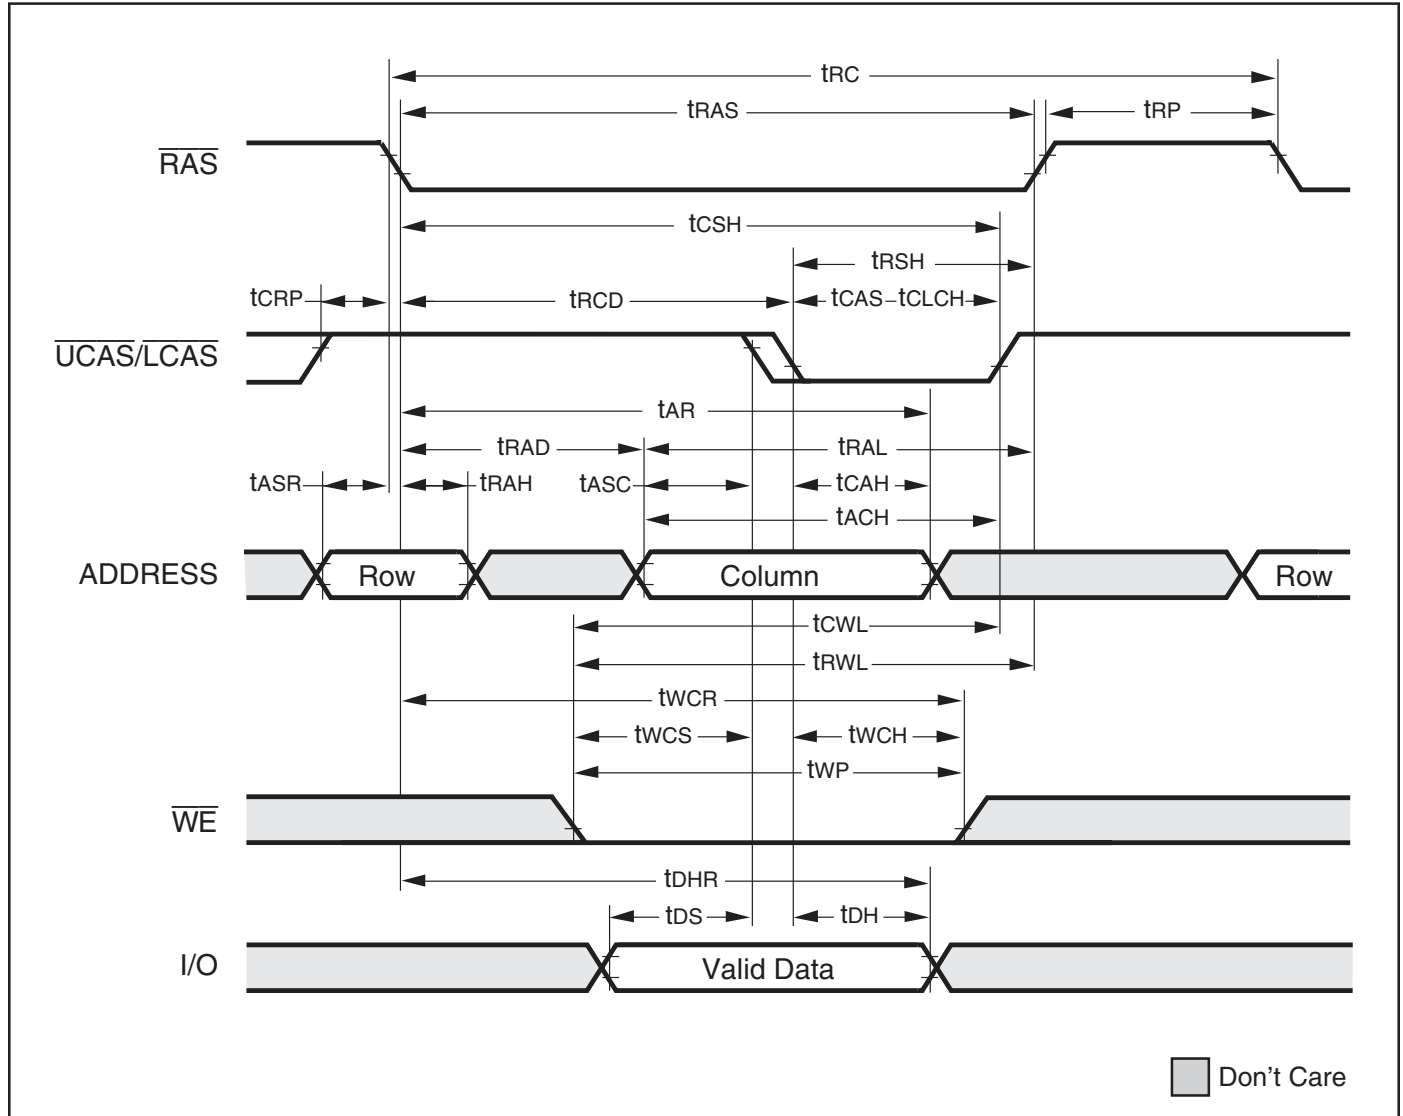 tRC
tRAS
tRP
RAS
tCSH
tRSH
tCRP
tRCD
tCAS tCLCH
UCAS/LCAS
tAR
tRAD
tRAL
tASR
tRAH
tASC
tCAH
tACH
ADDRESS
Row
Column
Row
tCWL
tRWL
tWCR
tWCS
tWCH
tWP
WE
tDHR
tDS
tDH
I/O
Valid Data
Don't Care